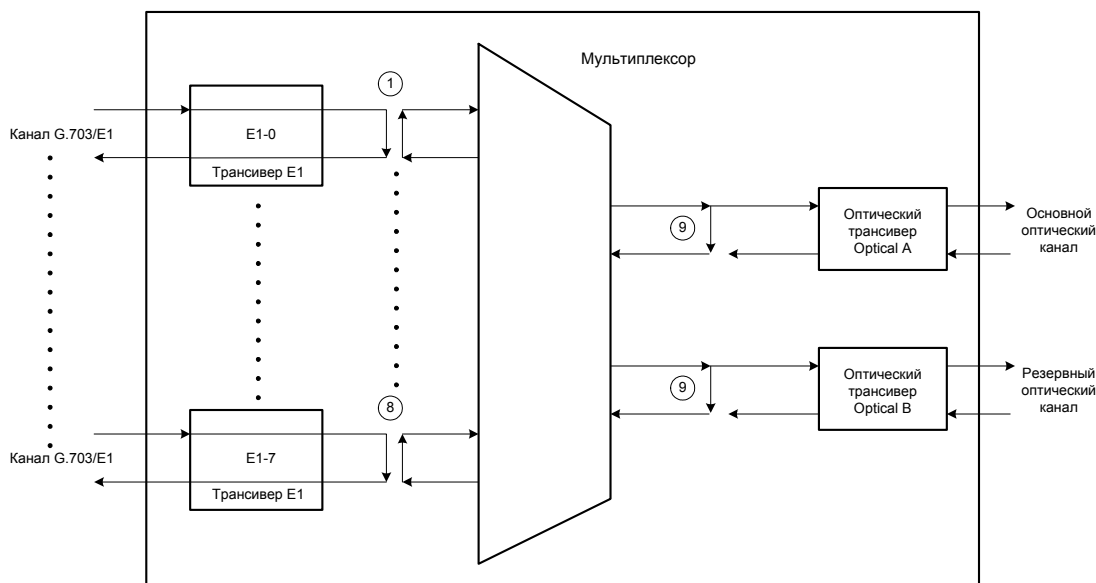 Мультиплексор
1
Канал G.703/E1
E1-0
Трансивер E1
9
Оптический
трансивер
Optical A
Основной
оптический
канал
9
Оптический
трансивер
Optical B
Резервный
оптический
канал
8
Канал G.703/E1
E1-7
Трансивер E1